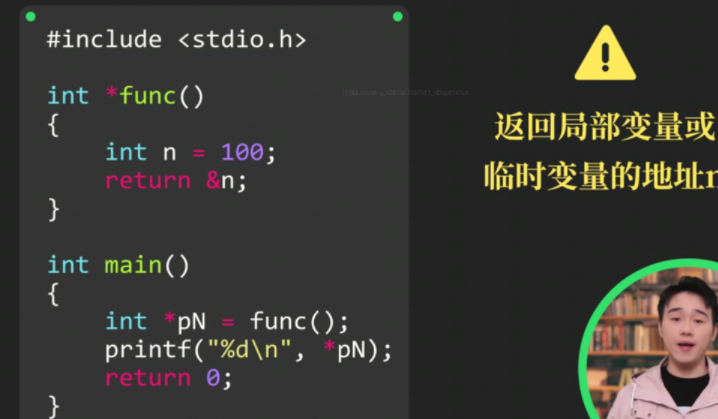 #include <stdio.h>
int *func()
{
    int n = 100;
    return &n;
}
int main()
{
    int *pN = func();
    printf("%d\n", *pN);
    return 0;
}
返回局部变量或
临时变量的地址n